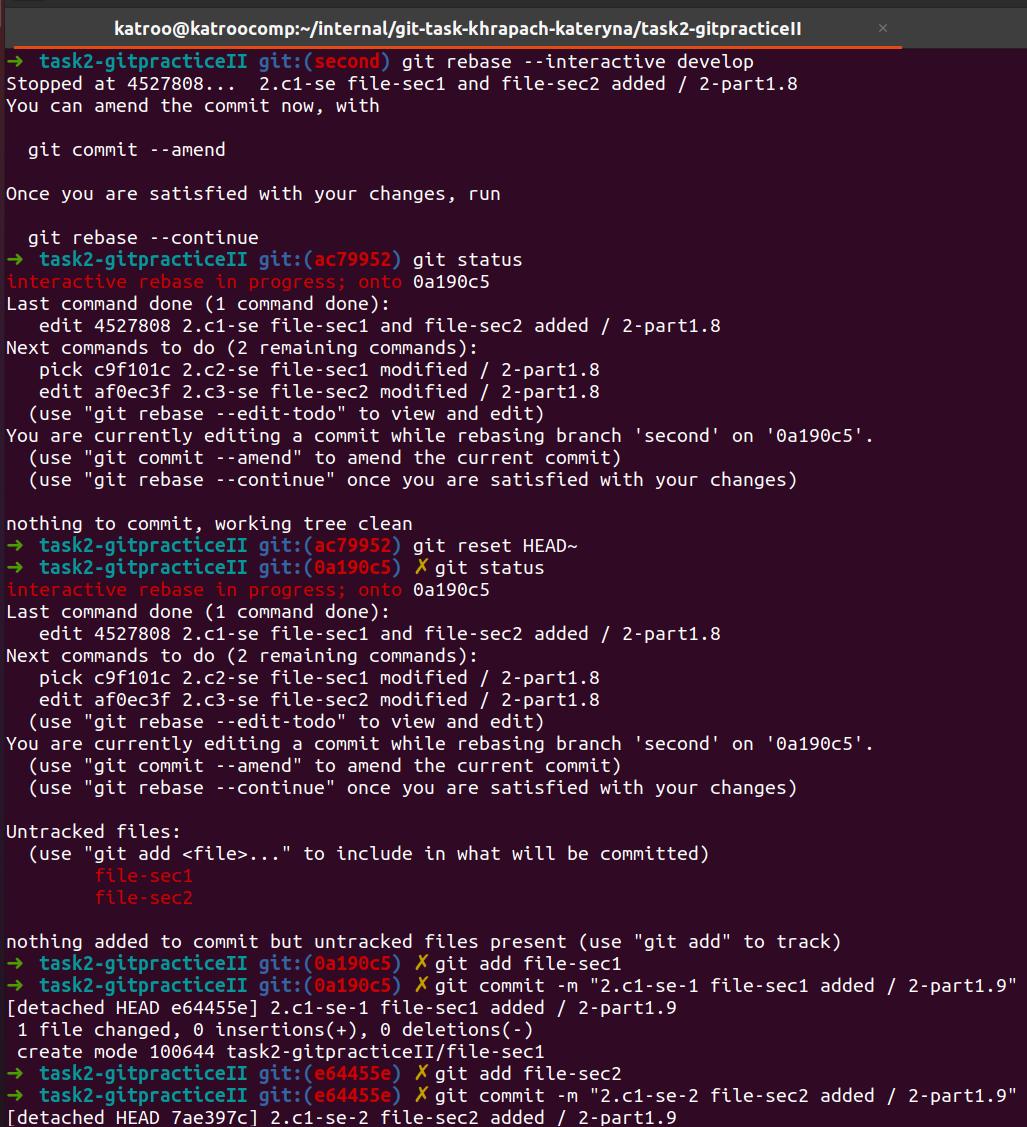 katroo@katroocomp:~/internal/git-task-khrapach-kateryna/task2-gitpracticeII ×
➜ task2-gitpracticeII git:(second) git rebase --interactive develop
Stopped at 4527808... 2.c1-se file-sec1 and file-sec2 added / 2-part1.8
You can amend the commit now, with
git commit --amend
Once you are satisfied with your changes, run
git rebase --continue
➜ task2-gitpracticeII git:(ac79952) git status
interactive rebase in progress; onto 0a190c5
Last command done (1 command done):
edit 4527808 2.c1-se file-sec1 and file-sec2 added / 2-part1.8
Next commands to do (2 remaining commands):
pick c9f101c 2.c2-se file-sec1 modified / 2-part1.8
edit af0ec3f 2.c3-se file-sec2 modified / 2-part1.8
(use "git rebase --edit-todo" to view and edit)
You are currently editing a commit while rebasing branch 'second' on '0a190c5'.
(use "git commit --amend" to amend the current commit)
(use "git rebase --continue" once you are satisfied with your changes)
nothing to commit, working tree clean
➜ task2-gitpracticeII git:(ac79952) git reset HEAD~
➜ task2-gitpracticeII git:(0a190c5) ✗ git status
interactive rebase in progress; onto 0a190c5
Last command done (1 command done):
edit 4527808 2.c1-se file-sec1 and file-sec2 added / 2-part1.8
Next commands to do (2 remaining commands):
pick c9f101c 2.c2-se file-sec1 modified / 2-part1.8
edit af0ec3f 2.c3-se file-sec2 modified / 2-part1.8
(use "git rebase --edit-todo" to view and edit)
You are currently editing a commit while rebasing branch 'second' on '0a190c5'.
(use "git commit --amend" to amend the current commit)
(use "git rebase --continue" once you are satisfied with your changes)
Untracked files:
(use "git add <file>..." to include in what will be committed)
file-sec1
file-sec2
nothing added to commit but untracked files present (use "git add" to track)
➜ task2-gitpracticeII git:(0a190c5) ✗ git add file-sec1
➜ task2-gitpracticeII git:(0a190c5) ✗ git commit -m "2.c1-se-1 file-sec1 added / 2-part1.9"
[detached HEAD e64455e] 2.c1-se-1 file-sec1 added / 2-part1.9
1 file changed, 0 insertions(+), 0 deletions(-)
create mode 100644 task2-gitpracticeII/file-sec1
➜ task2-gitpracticeII git:(e64455e) ✗ git add file-sec2
➜ task2-gitpracticeII git:(e64455e) ✗ git commit -m "2.c1-se-2 file-sec2 added / 2-part1.9"
[detached HEAD 7ae397c] 2.c1-se-2 file-sec2 added / 2-part1.9